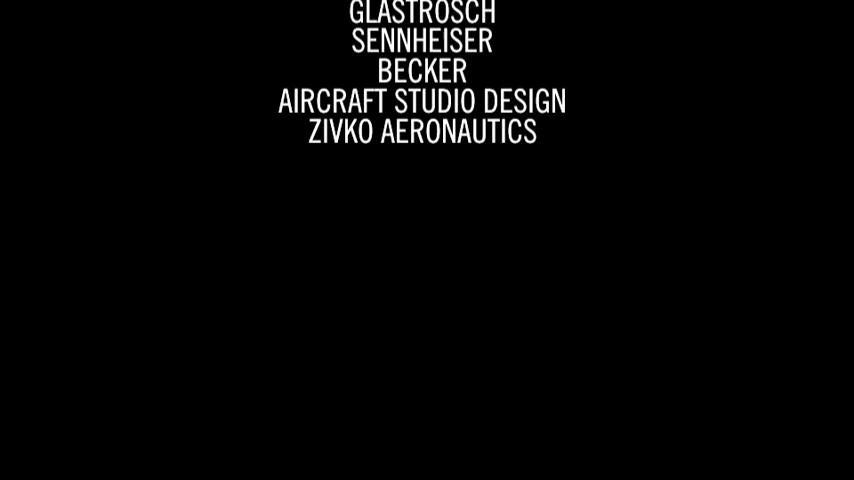 GLASTROSCH
SENNHEISER
BECKER
AIRCRAFT STUDIO DESIGN
ZIVKO AERONAUTICS